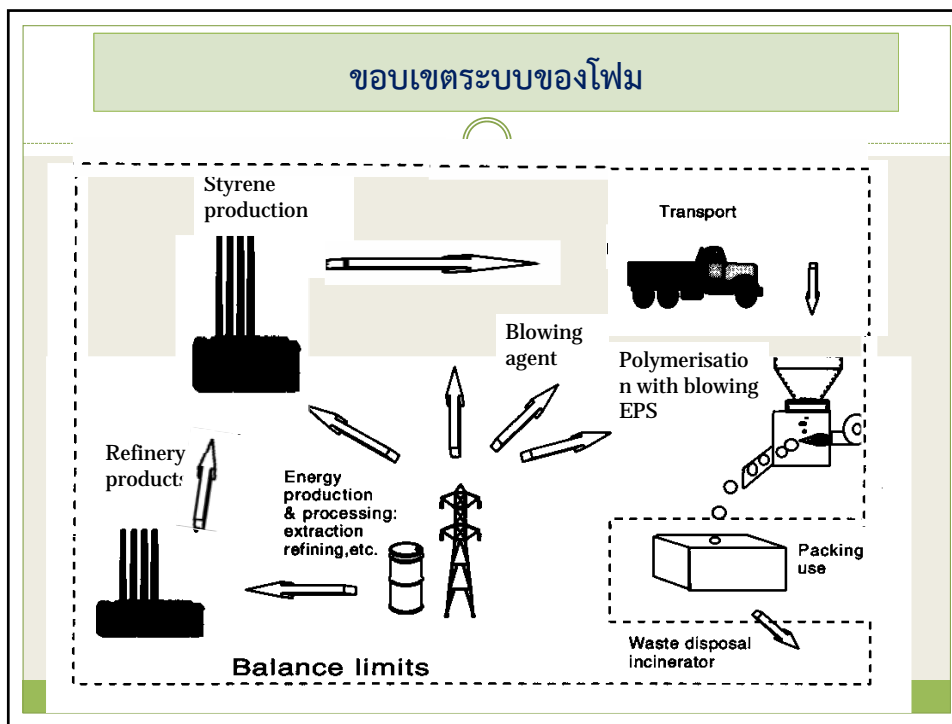 ขอบเขตระบบของโฟม
Styrene
production
Transport
Blowing
agent
Polymerisatio
n with blowing
EPS
Refinery
products
Energy
production
& processing:
extraction
refining,etc.
Packing
use
Waste disposal
incinerator
Balance limits